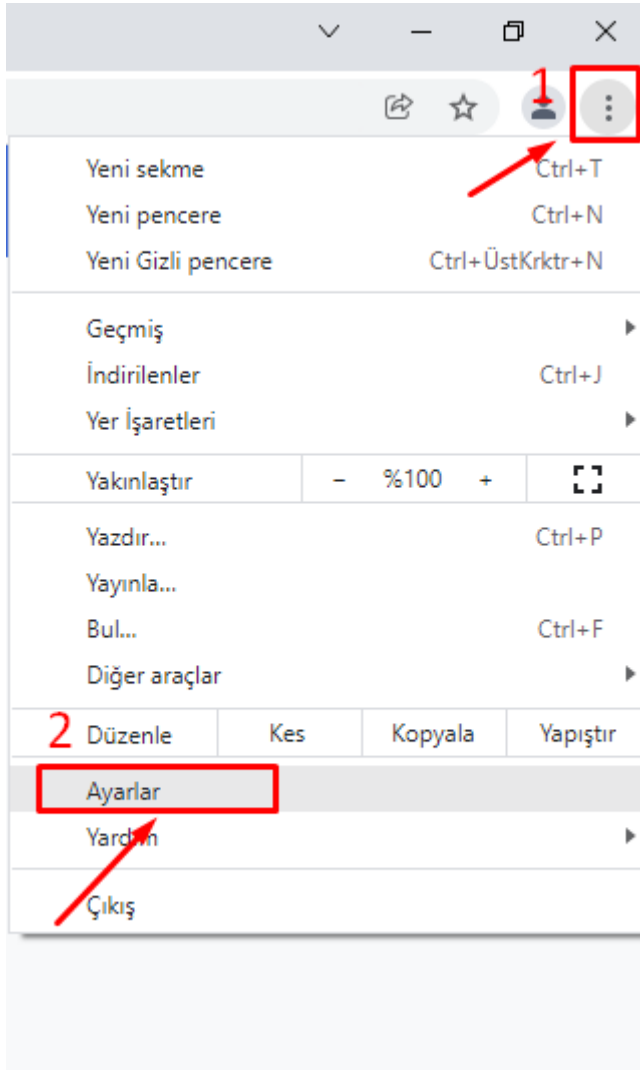 1
Yeni sekme Ctrl+T
Yeni pencere Ctrl+N
Yeni Gizli pencere Ctrl+ÜstKrktr+N
Geçmiş
İndirilenler Ctrl+J
Yer İşaretleri
Yakınlaştır - %100 +
Yazdır... Ctrl+P
Yayınla...
Bul... Ctrl+F
Diğer araçlar
2 Düzenle Kes Kopyala Yapıştır
Ayarlar
Yardım
Çıkış